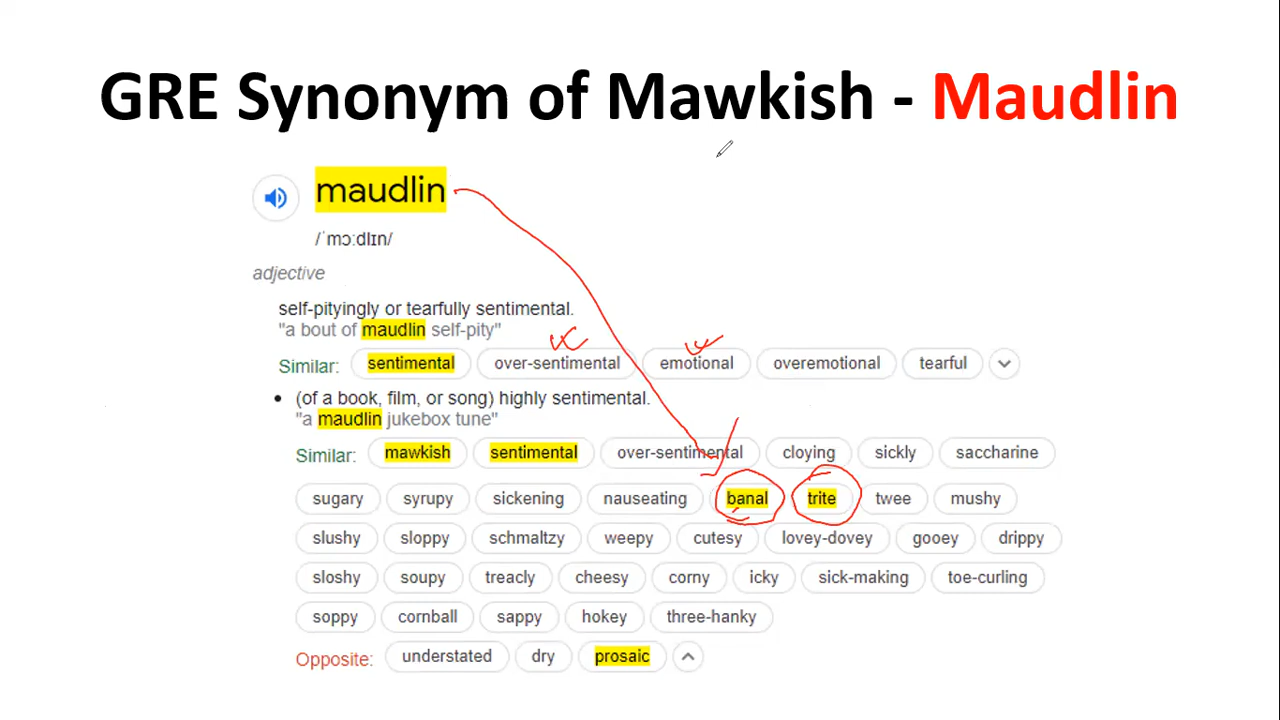 GRE Synonym of Mawkish - Maudlin
maudlin
/ˈmɔːdlɪn/
adjective
self-pityingly or tearfully sentimental.
"a bout of maudlin self-pity"
Similar: sentimental over-sentimental emotional overemotional tearful
• (of a book, film, or song) highly sentimental.
"a maudlin jukebox tune"
Similar: mawkish sentimental over-sentimental cloying sickly saccharine
sugary syrupy sickening nauseating banal trite twee mushy
slushy sloppy schmaltzy weepy cutesy lovey-dovey gooey drippy
sloshy soupy treacly cheesy corny icky sick-making toe-curling
soppy cornball sappy hokey three-hanky
Opposite: understated dry prosaic